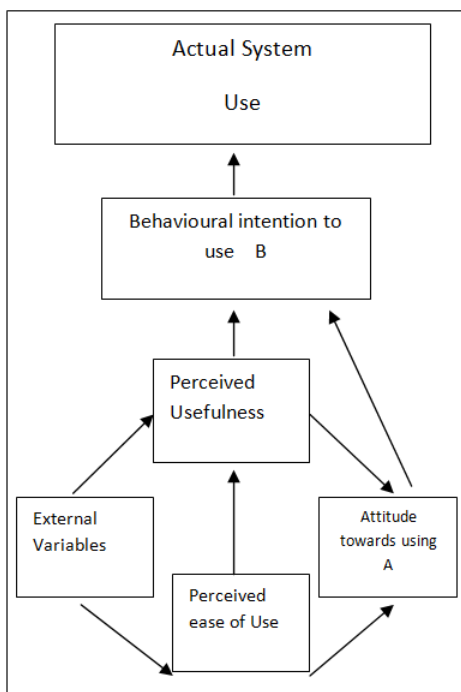 Actual System
Use
Behavioural intention to
use B
Perceived
Usefulness
External
Variables
Attitude
towards using
A
Perceived
ease of Use